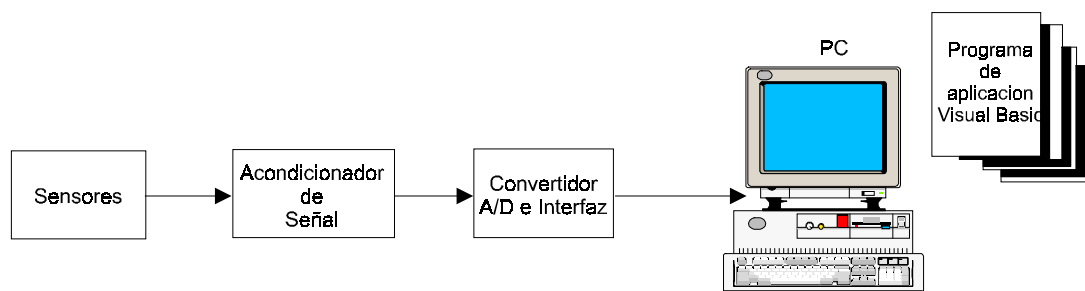 Sensores
Acondicionador
de
Señal
Convertidor
A/D e Interfaz
PC
Programa
de
aplicacion
Visual Basic